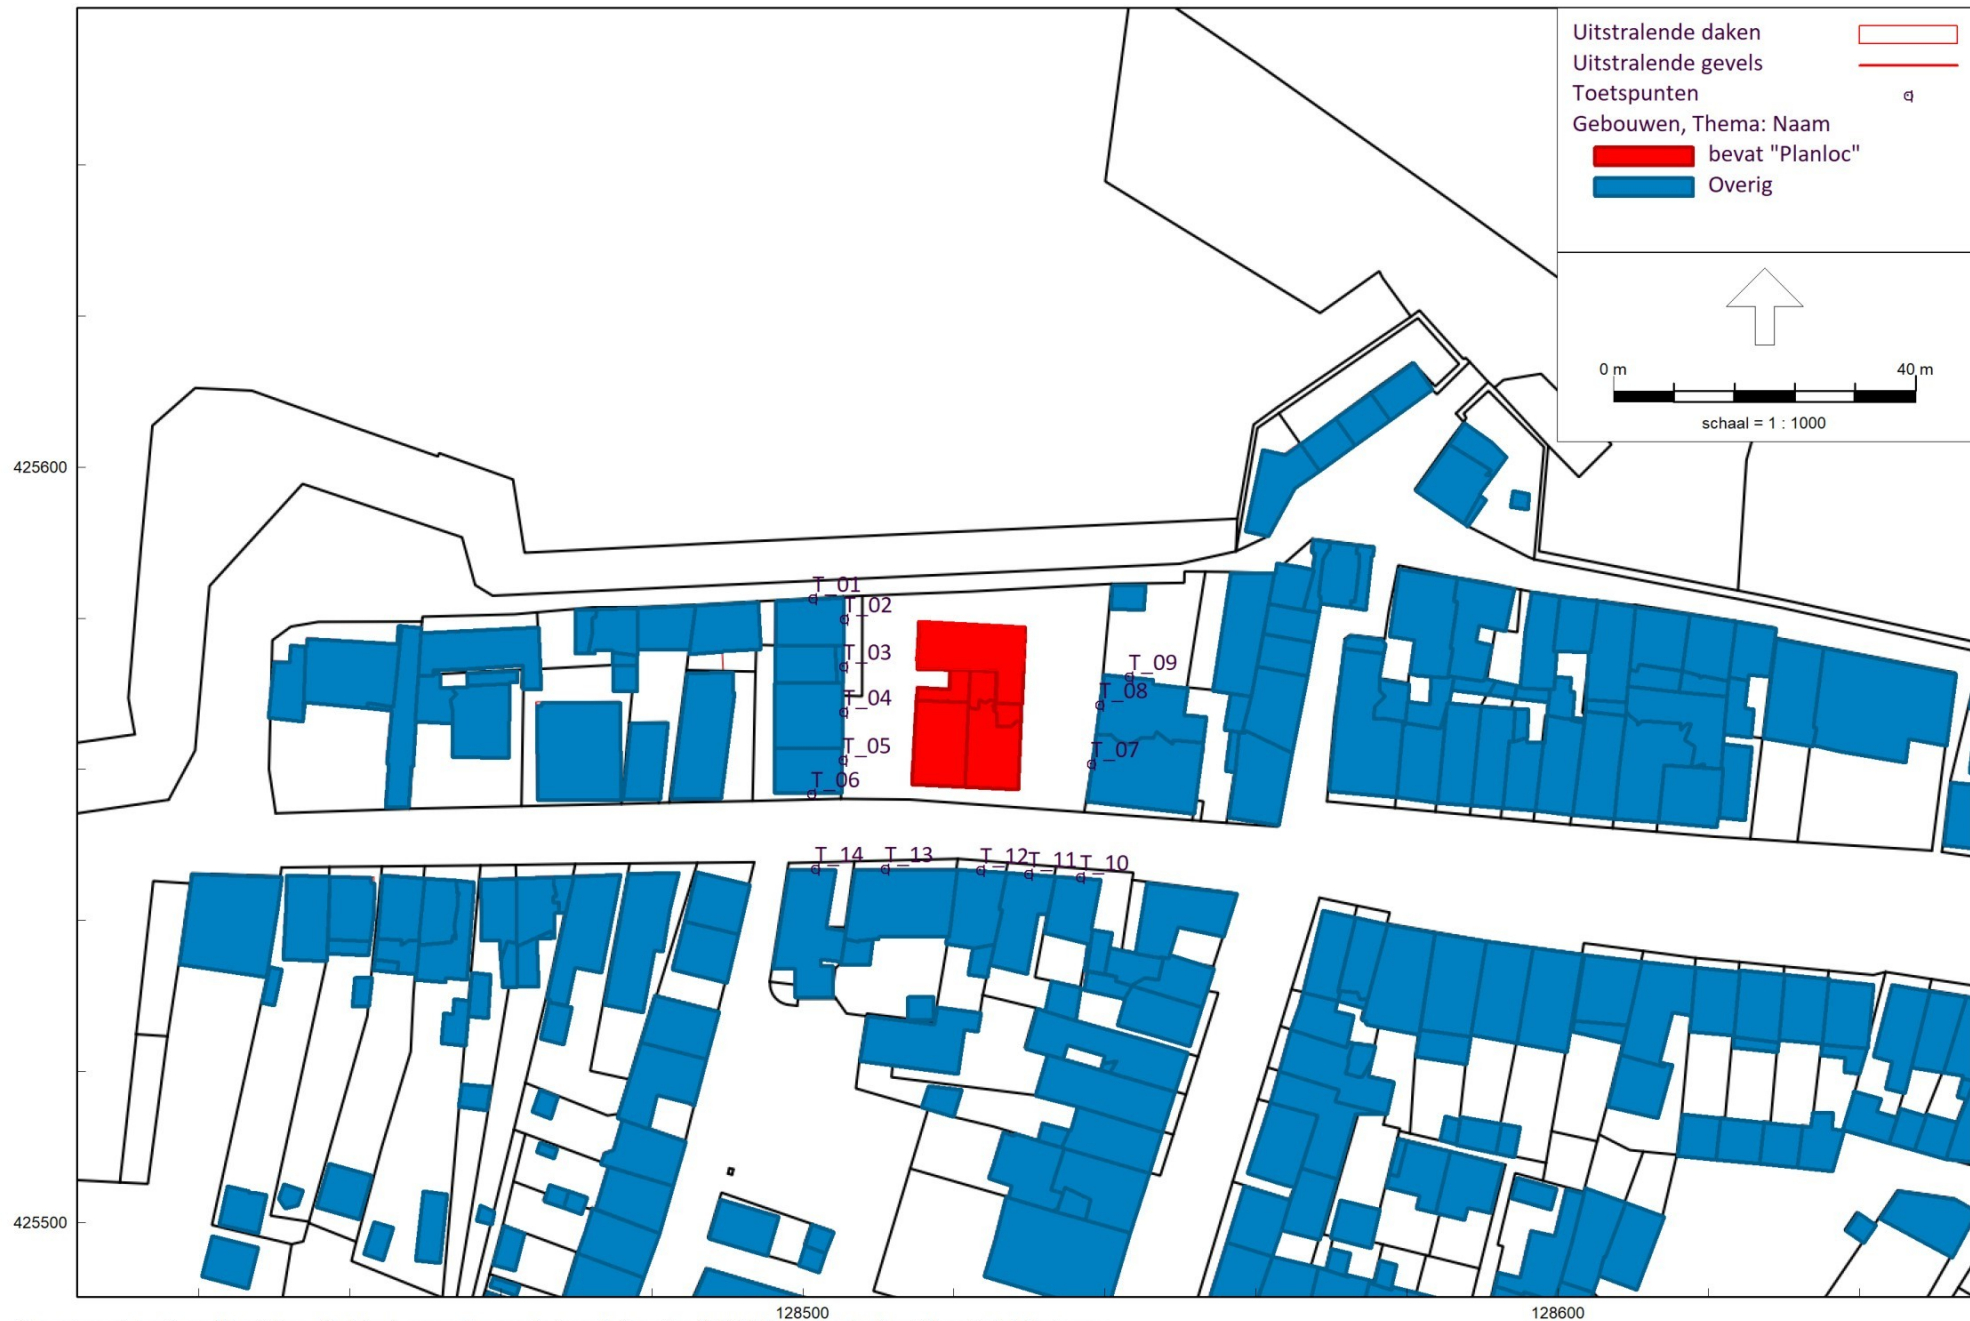 Uitstralende daken
Uitstralende gevels
Toetspunten
Gebouwen, Thema: Naam
bevat "Planloc"
Overig
0 m 40 m
schaal = 1 : 1000
425600
T_01
T_02
T_03
T_09
T_04
T_08
T_05
T_07
T_06
T_14 T_13 T_12 T_11 T_10
425500
128500 128600